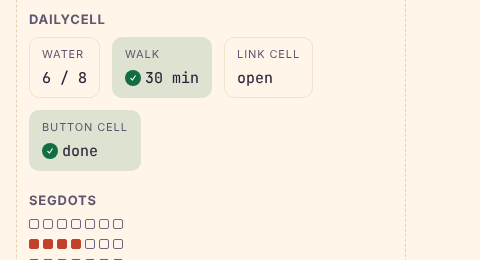 DAILYCELL
WATER
6 / 8
WALK
30 min
LINK CELL
open
BUTTON CELL
done
SEGDOTS